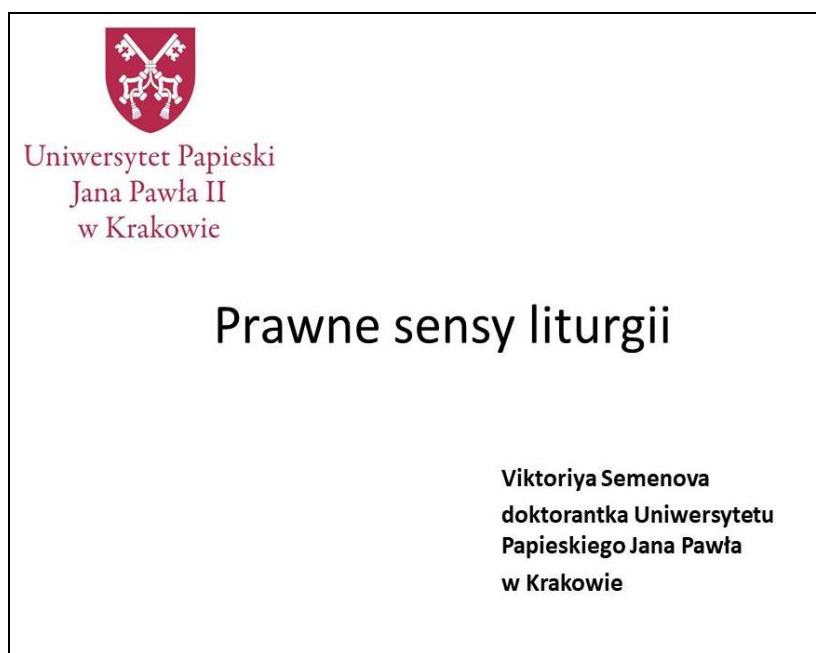 Uniwersytet Papieski
Jana Pawła II
w Krakowie
Prawne sensy liturgii
Viktoriya Semenova
doktorantka Uniwersytetu
Papieskiego Jana Pawła
w Krakowie